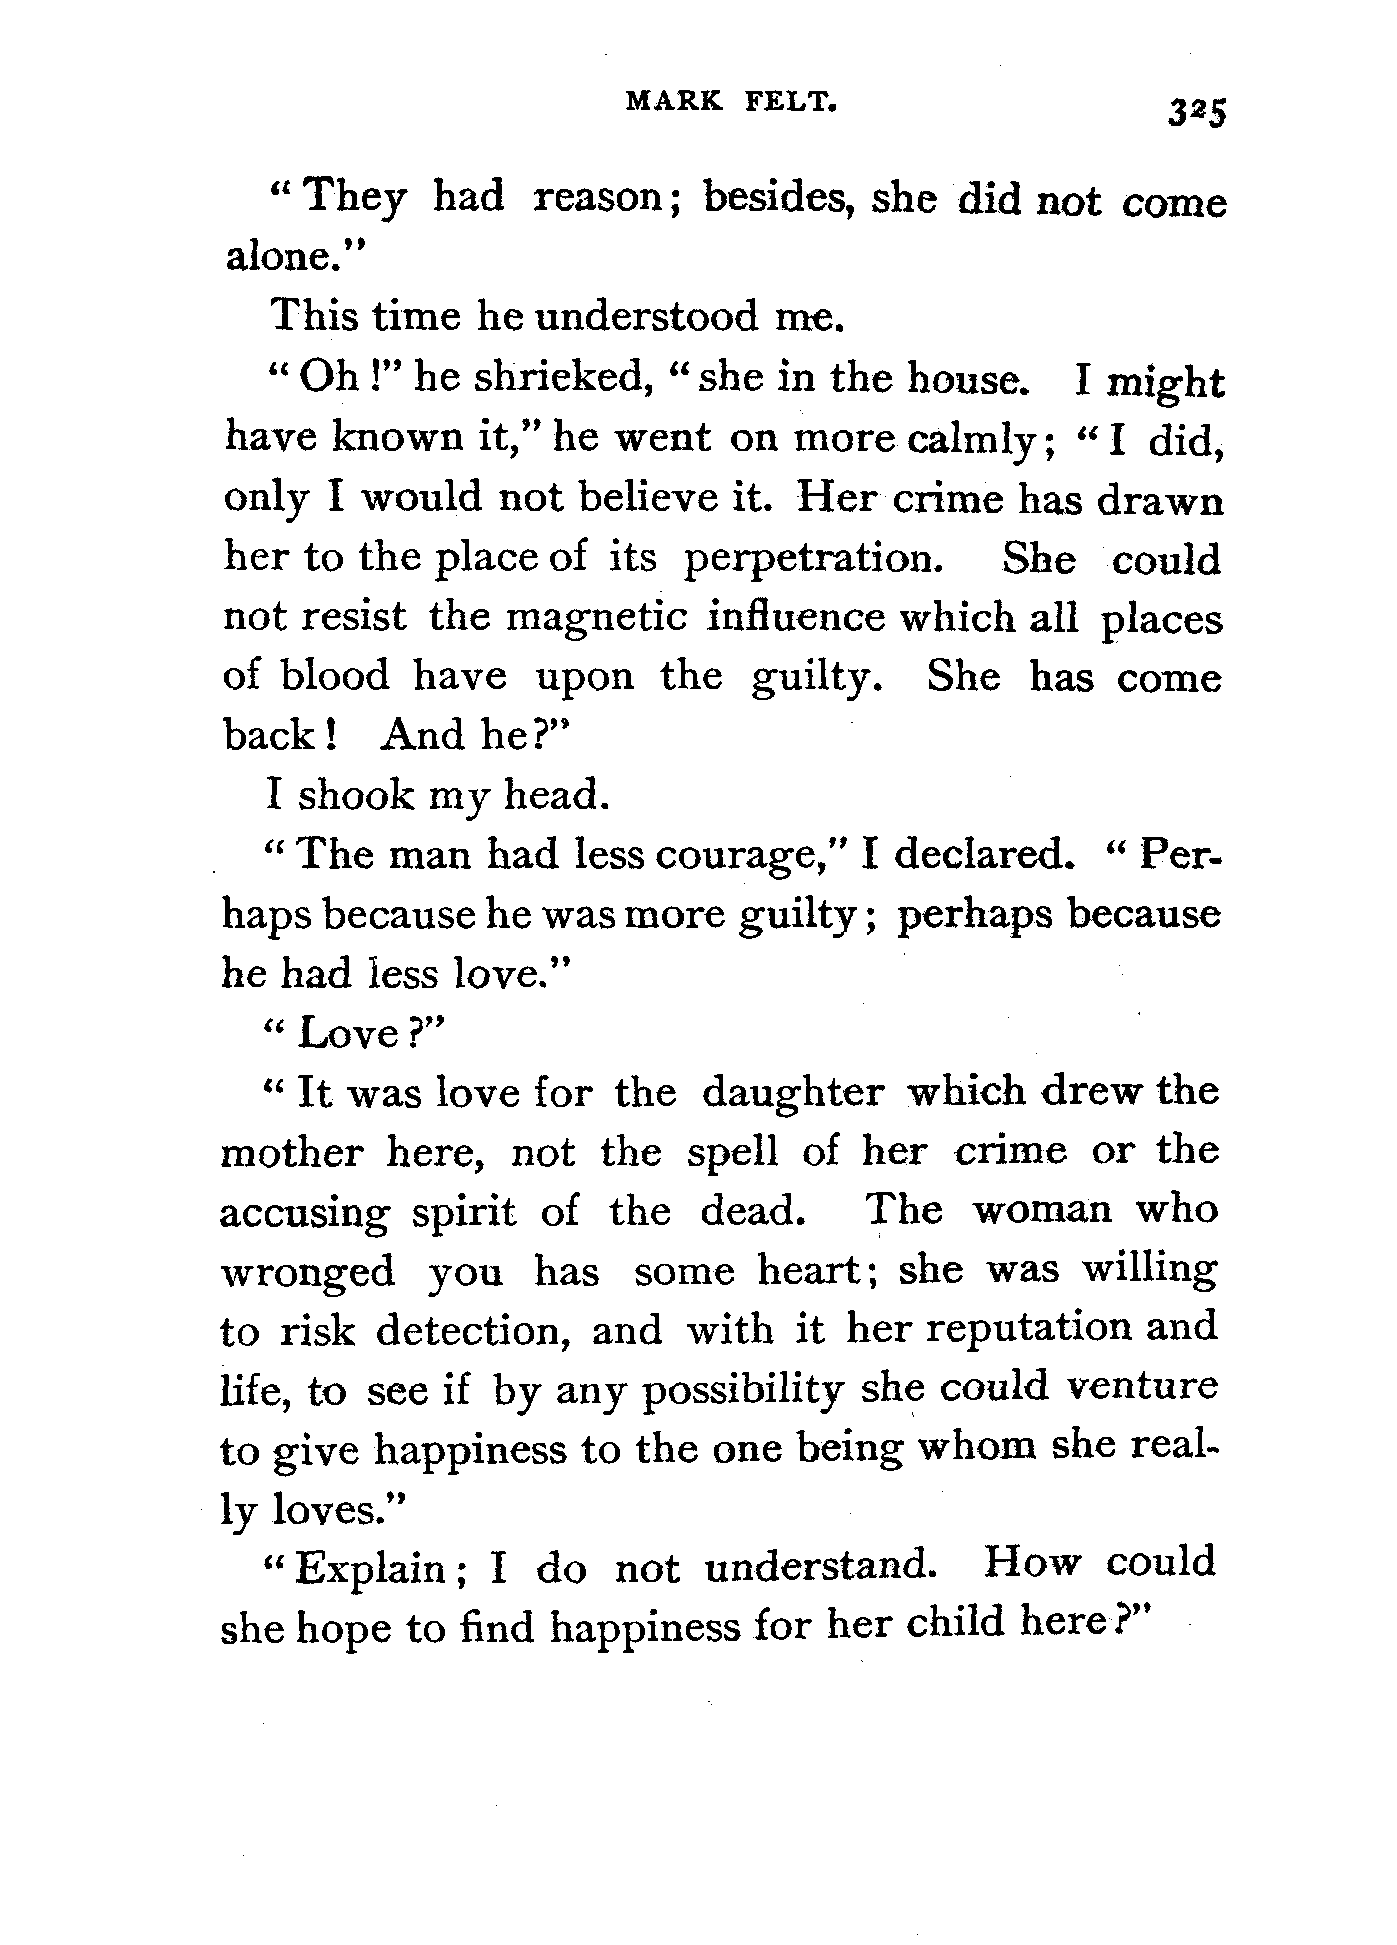 MARK FELT. 325
“ They had reason; besides, she did not come
alone.”
This time he understood me.
“ Oh !” he shrieked, “ she in the house. I might
have known it,” he went on more calmly; “ I did,
only I would not believe it. Her crime has drawn
her to the place of its perpetration. She could
not resist the magnetic influence which all places
of blood have upon the guilty. She has come
back ! And he?”
I shook my head.
“ The man had less courage,” I declared. “ Per-
haps because he was more guilty ; perhaps because
he had less love.”
“ Love ?”
“ It was love for the daughter which drew the
mother here, not the spell of her crime or the
accusing spirit of the dead. The woman who
wronged you has some heart; she was willing
to risk detection, and with it her reputation and
life, to see if by any possibility she could venture
to give happiness to the one being whom she real-
ly loves.”
“ Explain ; I do not understand. How could
she hope to find happiness for her child here?”